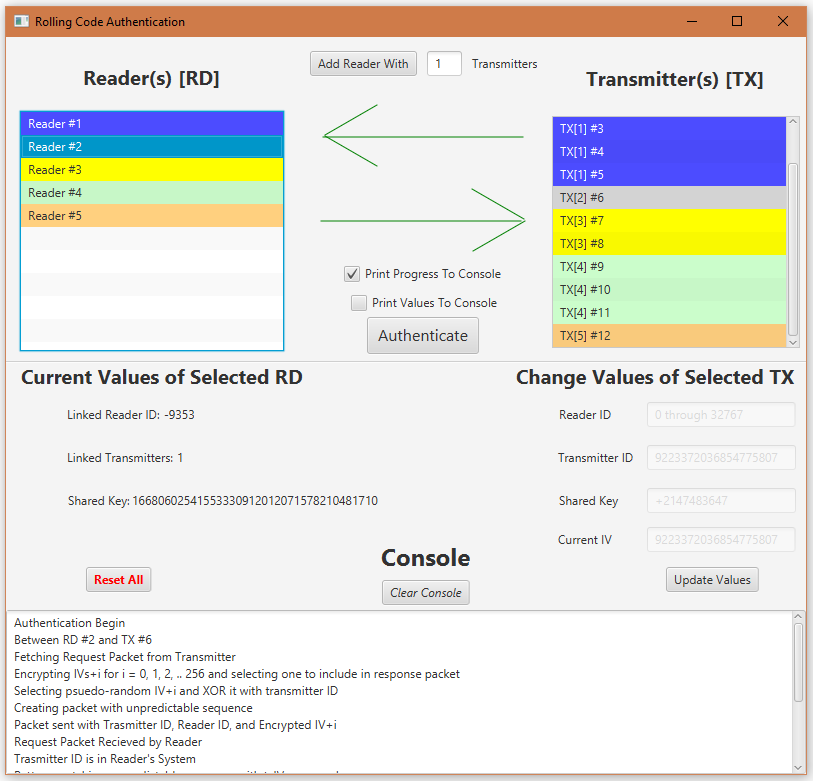 Rolling Code Authentication
Add Reader With 1 Transmitters
Reader(s) [RD]
Transmitter(s) [TX]
Reader #1
Reader #2
Reader #3
Reader #4
Reader #5
TX[1] #3
TX[1] #4
TX[1] #5
TX[2] #6
TX[3] #7
TX[3] #8
TX[4] #9
TX[4] #10
TX[4] #11
TX[5] #12
Print Progress To Console
Print Values To Console
Authenticate
Current Values of Selected RD
Linked Reader ID: -9353
Linked Transmitters: 1
Shared Key: 16680602541553330912012071578210481710
Change Values of Selected TX
Reader ID 0 through 32767
Transmitter ID 9223372036854775807
Shared Key +2147483647
Current IV 9223372036854775807
Console
Reset All
Clear Console
Update Values
Authentication Begin
Between RD #2 and TX #6
Fetching Request Packet from Transmitter
Encrypting IVs+i for i = 0, 1, 2, .. 256 and selecting one to include in response packet
Selecting psuedo-random IV+i and XOR it with transmitter ID
Creating packet with unpredictable sequence
Packet sent with Trasmitter ID, Reader ID, and Encrypted IV+i
Request Packet Recieved by Reader
Trasmitter ID is in Reader's System